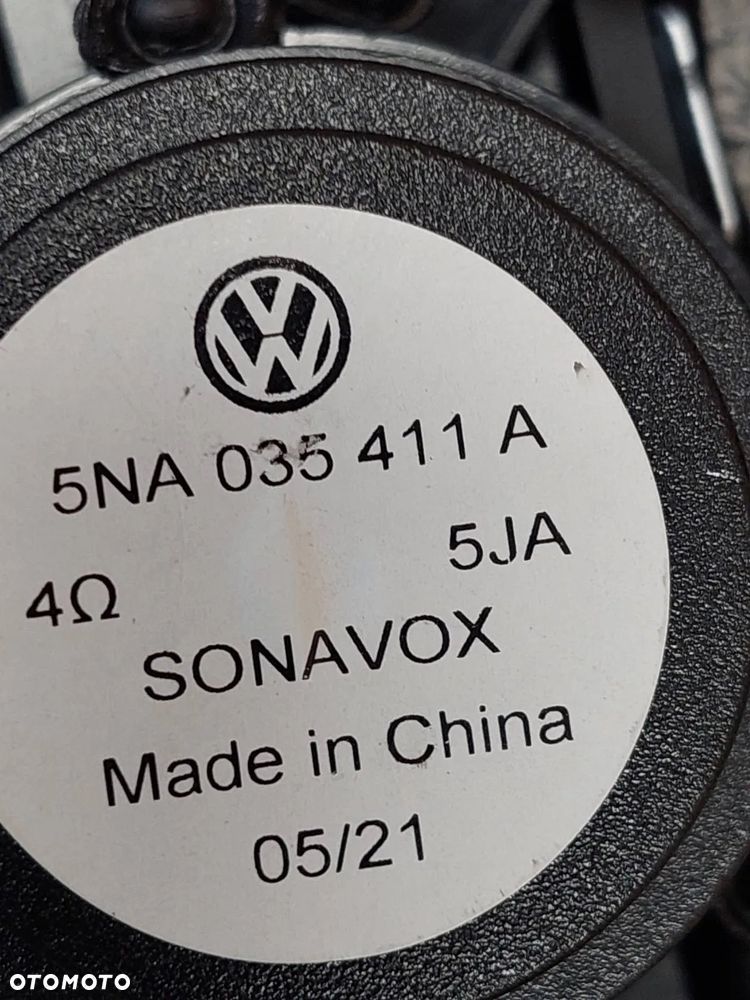 5NA 035 411 A
5JA
4Ω
SONAVOX
Made in China
05/21
OTOMOTO